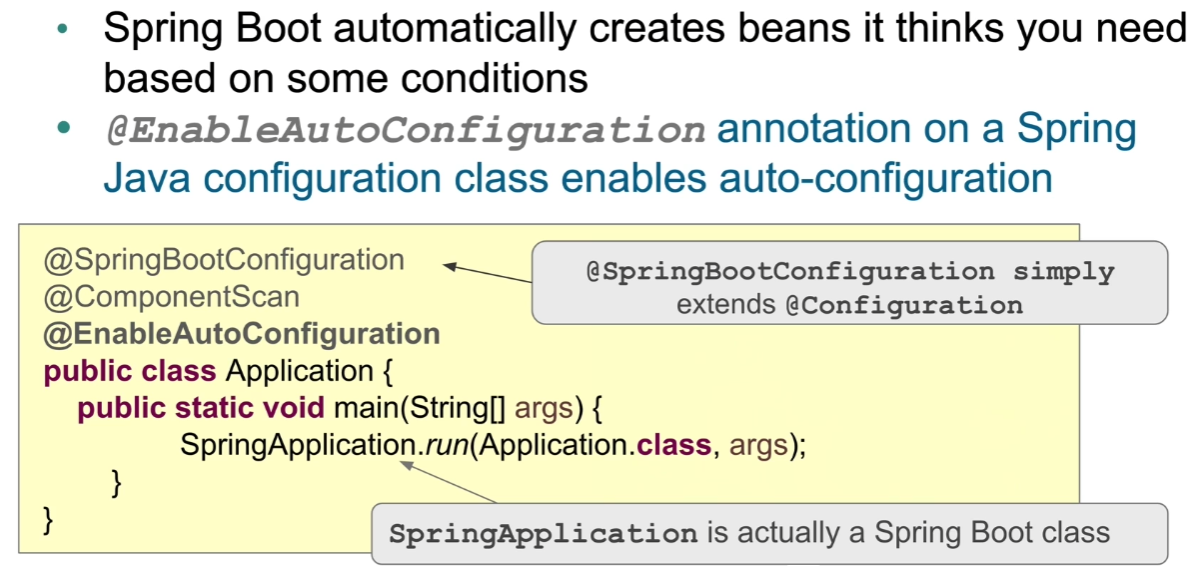 • Spring Boot automatically creates beans it thinks you need
based on some conditions
• @EnableAutoConfiguration annotation on a Spring
Java configuration class enables auto-configuration
@SpringBootConfiguration
@SpringBootConfiguration simply
extends @Configuration
@ComponentScan
@EnableAutoConfiguration
public class Application {
public static void main(String[] args) {
SpringApplication.run(Application.class, args);
}
}
SpringApplication is actually a Spring Boot class